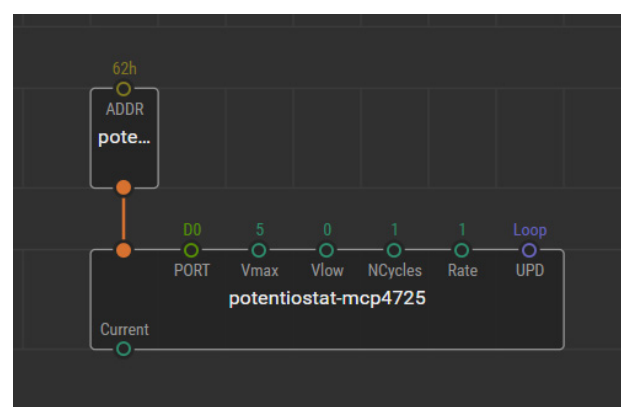 62h
ADDR
pote...
D0 5 0 1 1 Loop
PORT Vmax Vlow NCycles Rate UPD
potentiostat-mcp4725
Current